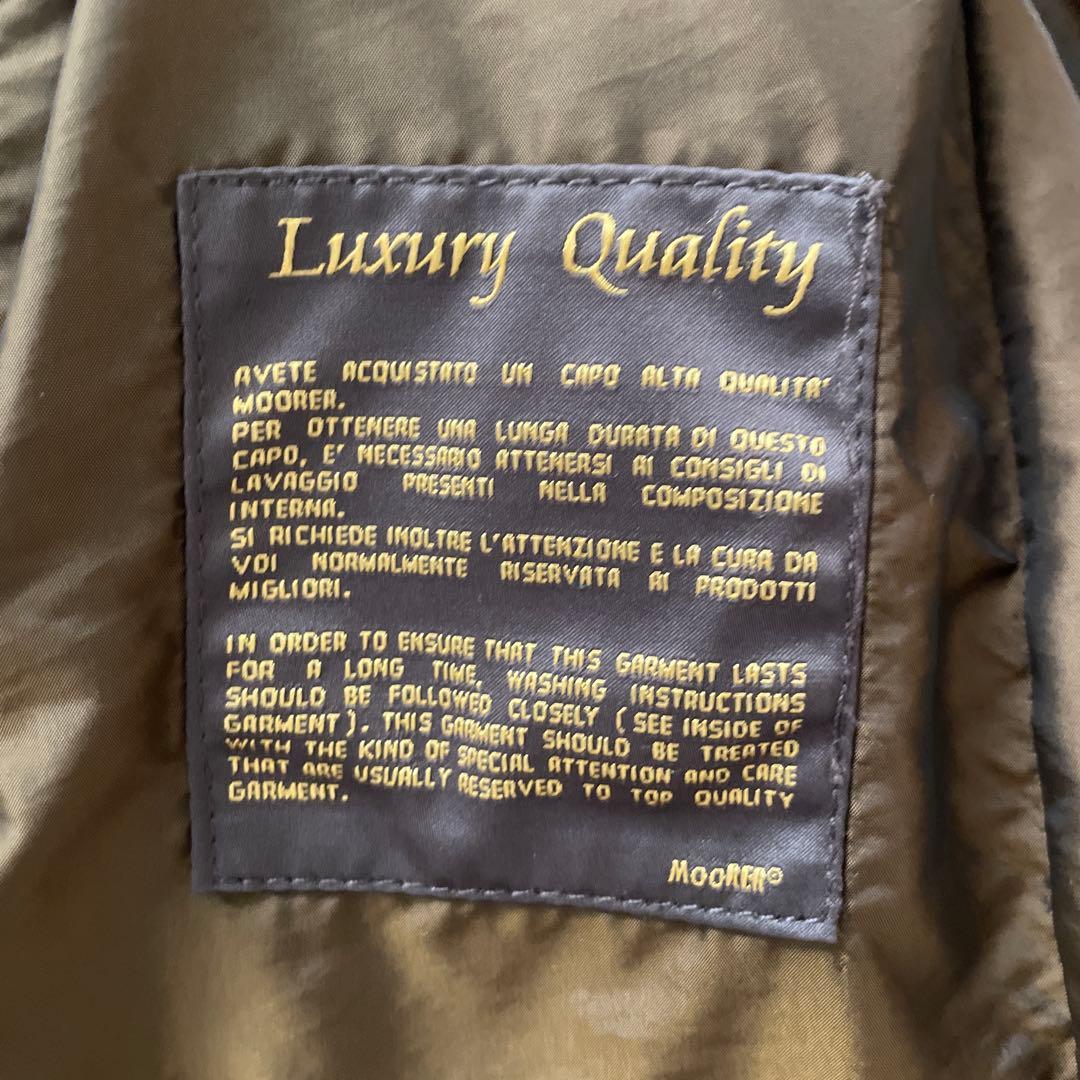 Luxury Quality
AVETE ACQUISTATO UN CAPO ALTA QUALITA'
MOORER.
PER OTTENERE UNA LUNGA DURATA DI QUESTO
CAPO, E' NECESSARIO ATTENERSI AI CONSIGLI DI
LAVAGGIO PRESENTI NELLA COMPOSIZIONE
INTERNA.
SI RICHIEDE INOLTRE L'ATTENZIONE E LA CURA DA
VOI NORMALMENTE RISERVATA AI PRODOTTI
MIGLIORI.
IN ORDER TO ENSURE THAT THIS GARMENT LASTS
FOR A LONG TIME, WASHING INSTRUCTIONS
SHOULD BE FOLLOWED CLOSELY (SEE INSIDE OF
GARMENT). THIS GARMENT SHOULD BE TREATED
WITH THE KIND OF SPECIAL ATTENTION AND CARE
THAT ARE USUALLY RESERVED TO TOP QUALITY
GARMENT.
MOORER®